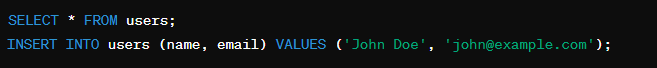 SELECT * FROM users;
INSERT INTO users (name, email) VALUES ('John Doe', 'john@example.com');